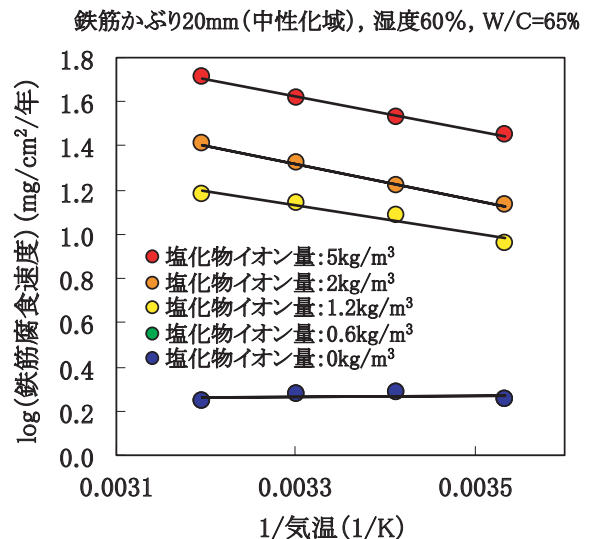 鉄筋かぶり20mm(中性化域), 湿度60%, W/C=65%
log(鉄筋腐食速度)(mg/cm²/年)
1.8
1.6
1.4
1.2
1.0
0.8
0.6
0.4
0.2
0.0
塩化物イオン量:5kg/m³
塩化物イオン量:2kg/m³
塩化物イオン量:1.2kg/m³
塩化物イオン量:0.6kg/m³
塩化物イオン量:0kg/m³
0.0031 0.0033 0.0035
1/気温(1/K)